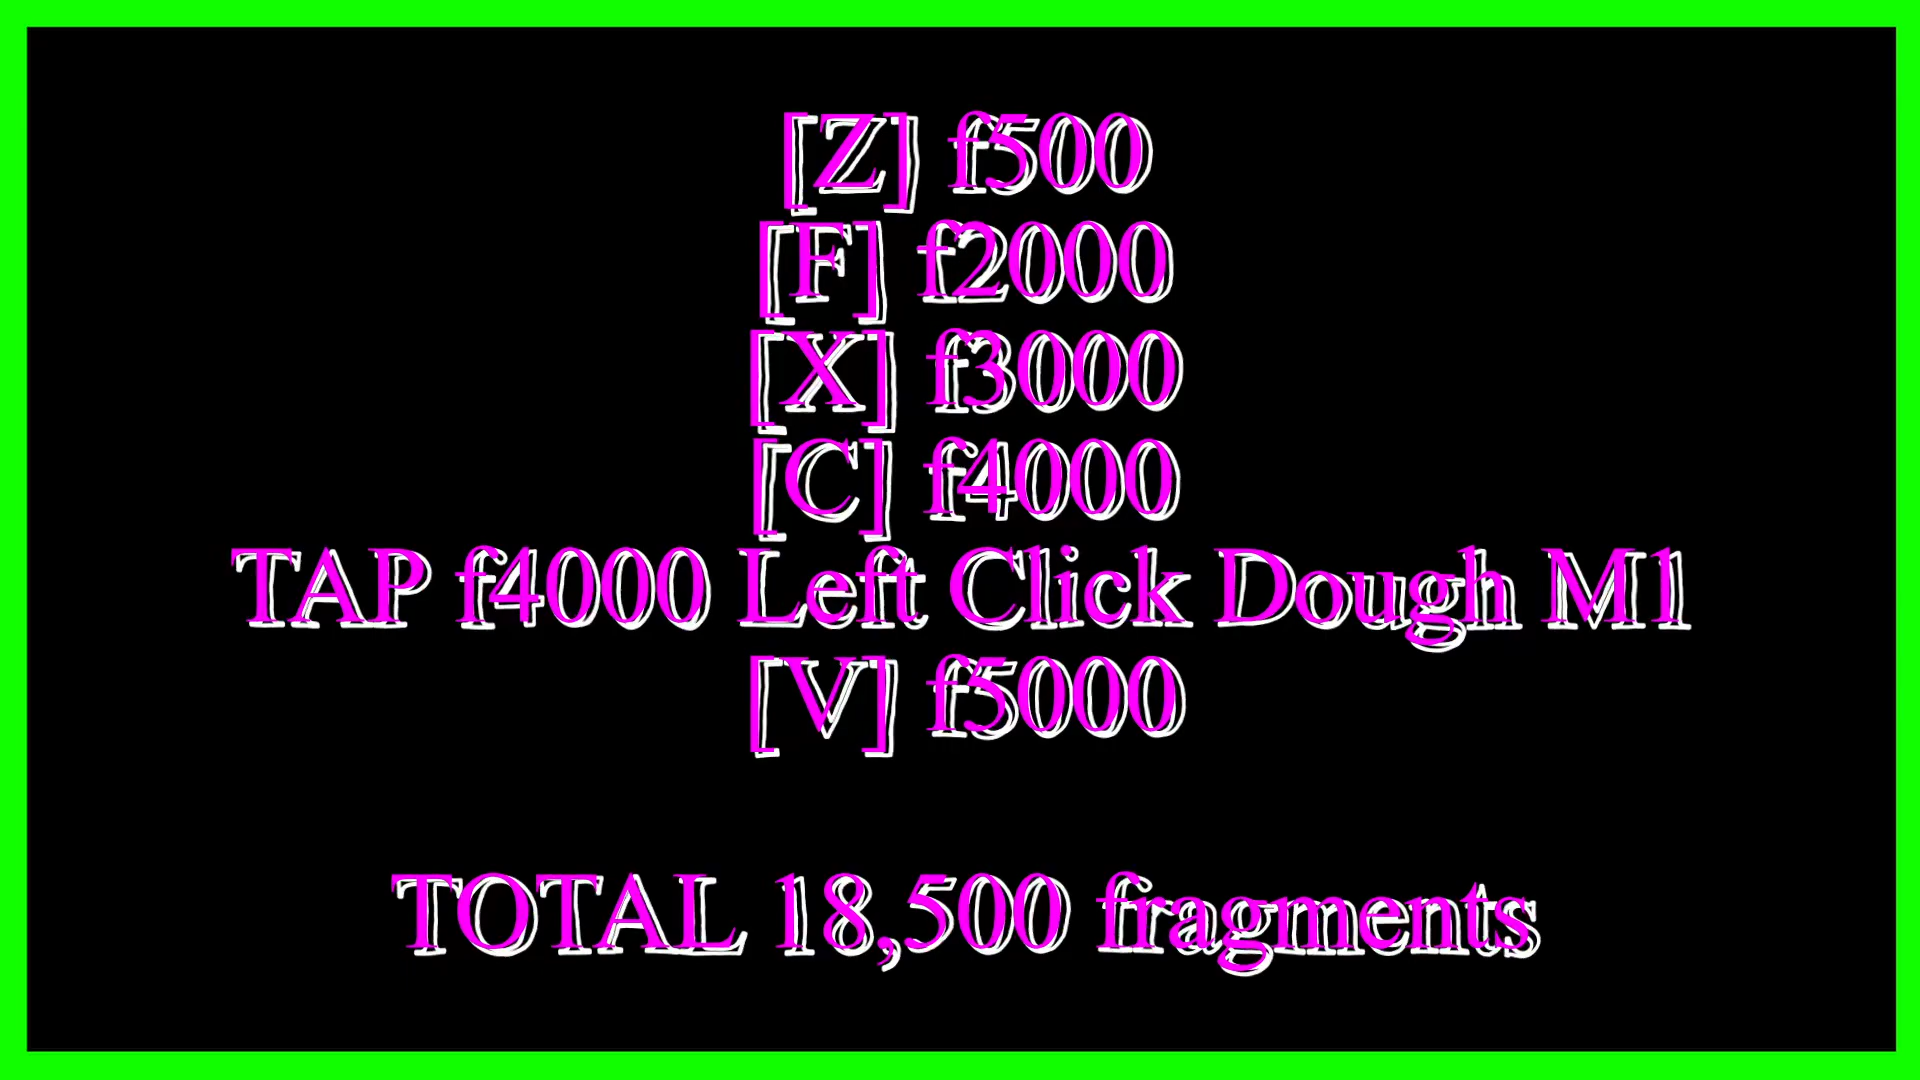 [Z] f500
[F] f2000
[X] f3000
[C] f4000
TAP f4000 Left Click Dough M1
[V] f5000
TOTAL 18,500 fragments